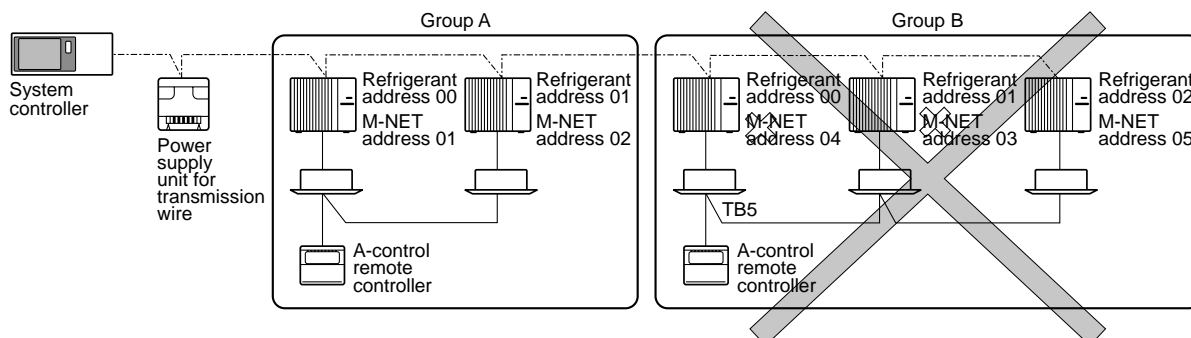 Group A
Group B
System
controller
Power
supply
unit for
transmission
wire
Refrigerant
address 00
M-NET
address 01
Refrigerant
address 01
M-NET
address 02
A-control
remote
controller
Refrigerant
address 00
M-NET
address 04
Refrigerant
address 01
M-NET
address 03
Refrigerant
address 02
M-NET
address 05
TB5
A-control
remote
controller